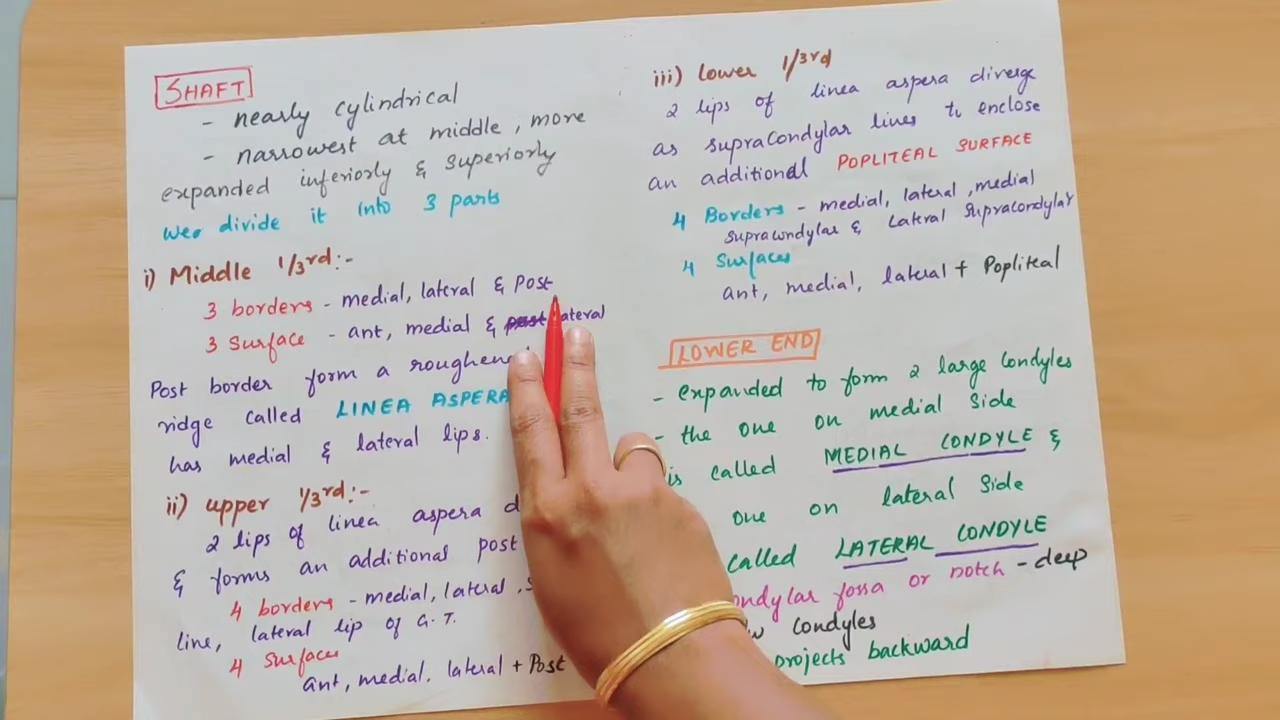 SHAFT
- nearly cylindrical
- narrowest at middle, more
expanded inferiorly & superiorly
divide it into 3 parts
i) Middle 1/3rd:-
3 borders - medial, lateral & Post
3 Surface - ant, medial & lateral
Post border form a
ridge called LINEA ASPERA
has medial & lateral lips.
ii) upper 1/3rd:-
2 lips of linea aspera
& forms an additional post
4 borders - medial, lateral,
line, lateral lip of G.T.
4 Surfaces
ant, medial. lateral + Post
iii) lower 1/3rd
2 lips of linea aspera diverge
as supracondylar lines to enclose
an additional POPLITEAL SURFACE
4 Borders - medial, lateral, medial
supracondylar & Lateral Supracondylar
4 Surfaces
ant, medial, lateral + Popliteal
LOWER END
- expanded to form 2 large Condyles
- the one on medial Side
is called MEDIAL CONDYLE &
one on lateral Side
called LATERAL CONDYLE
fossa or notch - deep
condyles
projects backward